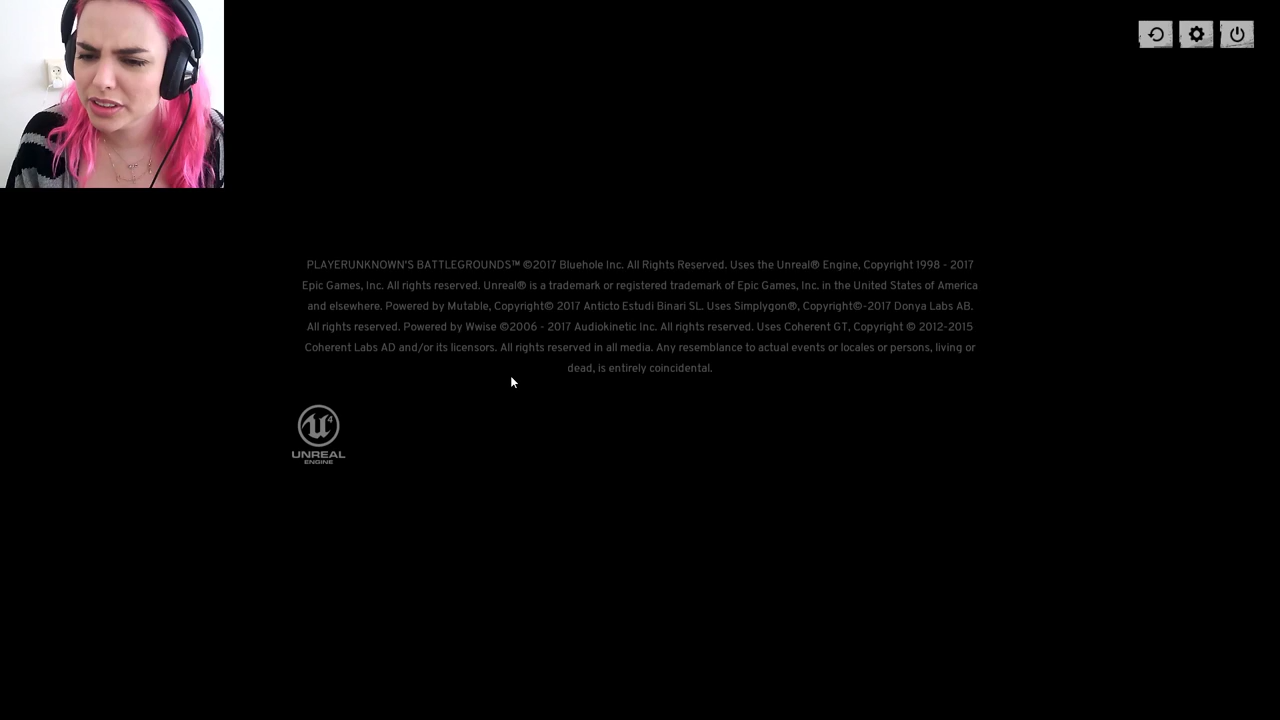 PLAYERUNKNOWN'S BATTLEGROUNDS™ ©2017 Bluehole Inc. All Rights Reserved. Uses the Unreal® Engine, Copyright 1998 - 2017
Epic Games, Inc. All rights reserved. Unreal® is a trademark or registered trademark of Epic Games, Inc. in the United States of America
and elsewhere. Powered by Mutable, Copyright© 2017 Anticto Estudi Binari SL. Uses Simplygon®, Copyright©-2017 Donya Labs AB.
All rights reserved. Powered by Wwise ©2006 - 2017 Audiokinetic Inc. All rights reserved. Uses Coherent GT, Copyright © 2012-2015
Coherent Labs AD and/or its licensors. All rights reserved in all media. Any resemblance to actual events or locales or persons, living or
dead, is entirely coincidental.
U4
UNREAL
ENGINE